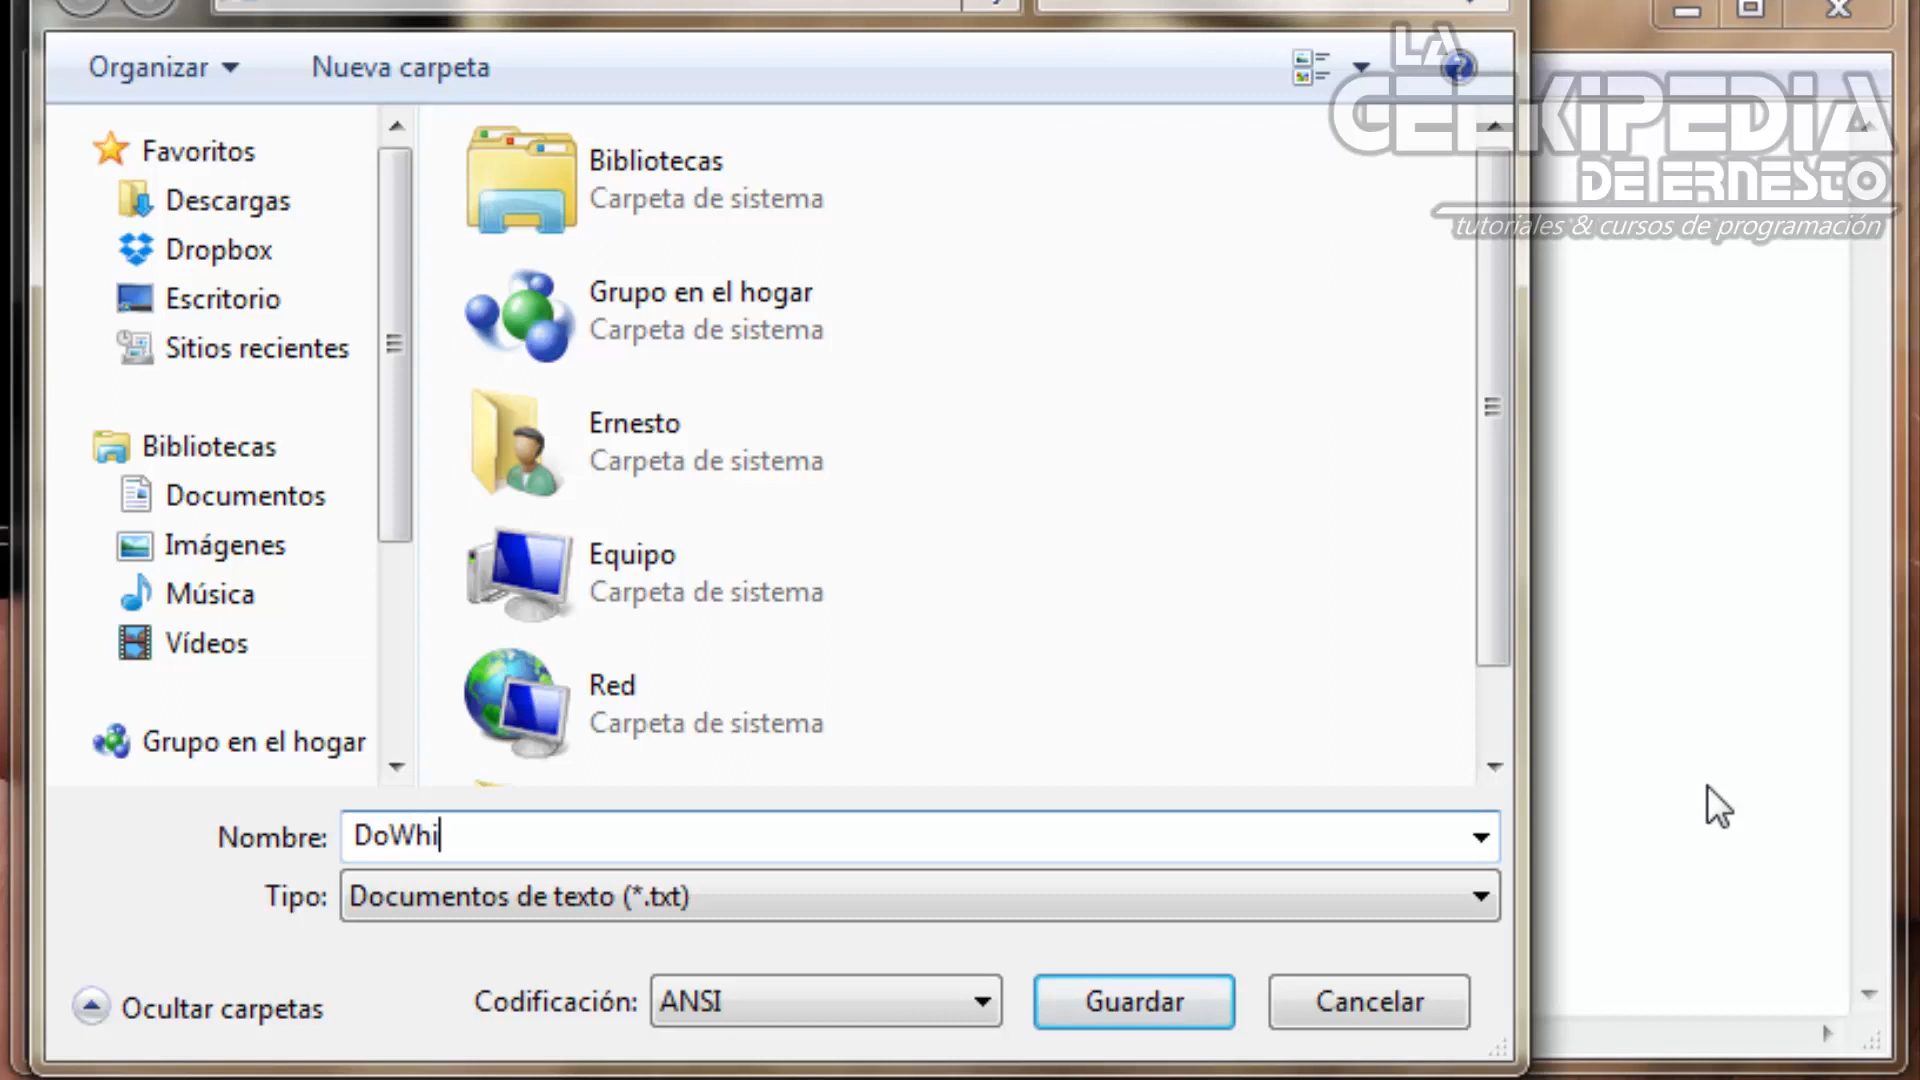 Organizar
Nueva carpeta
LA
GEEKIPEDIA
DE ERNESTO
tutoriales & cursos de programación
Favoritos
Descargas
Dropbox
Escritorio
Sitios recientes
Bibliotecas
Documentos
Imágenes
Música
Vídeos
Grupo en el hogar
Bibliotecas
Carpeta de sistema
Grupo en el hogar
Carpeta de sistema
Ernesto
Carpeta de sistema
Equipo
Carpeta de sistema
Red
Carpeta de sistema
Nombre: DoWhi
Tipo: Documentos de texto (*.txt)
Ocultar carpetas
Codificación: ANSI
Guardar
Cancelar